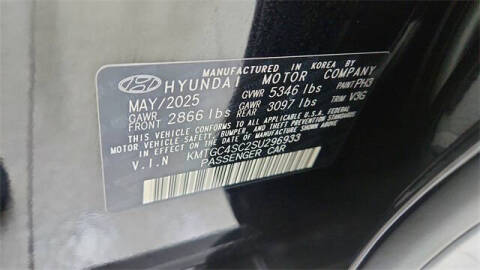 MANUFACTURED IN KOREA BY
HYUNDAI MOTOR COMPANY
MAY/2025 GVWR 5346 lbs PAINT PH3
GAWR FRONT 2866 lbs GAWR REAR 3097 lbs TRIM V3G
THIS VEHICLE CONFORMS TO ALL APPLICABLE U.S.A. FEDERAL
MOTOR VEHICLE SAFETY, BUMPER, AND THEFT PREVENTION STANDARDS
IN EFFECT ON THE DATE OF MANUFACTURE SHOWN ABOVE.
V.I.N KMTGC4SC2SU296933
PASSENGER CAR